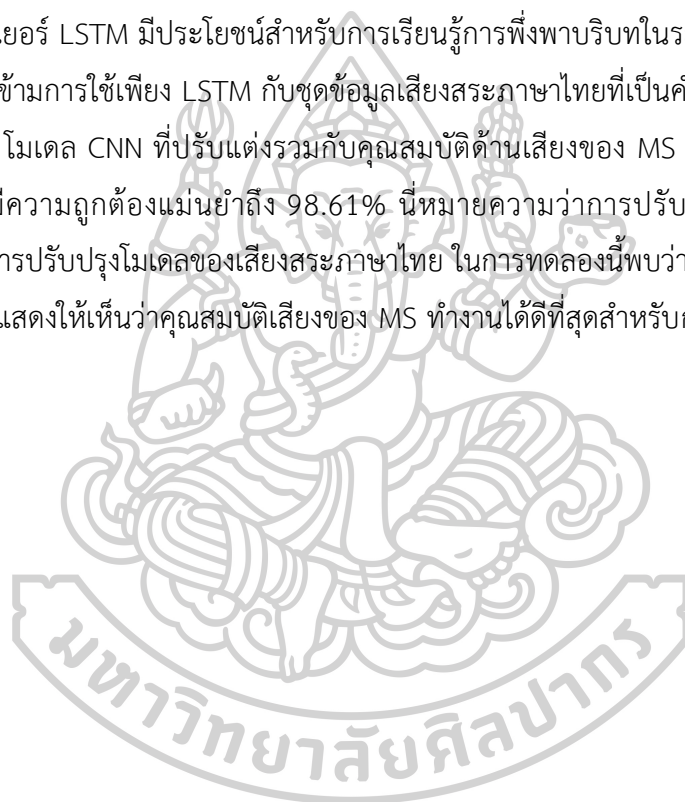 เยอร์ LSTM มีประโยชน์สำหรับการเรียนรู้การพึ่งพาบริบทในร
ข้ามการใช้เพียง LSTM กับชุดข้อมูลเสียงสระภาษาไทยที่เป็นค
โมเดล CNN ที่ปรับแต่งรวมกับคุณสมบัติด้านเสียงของ MS
มีความถูกต้องแม่นยำถึง 98.61% นี่หมายความว่าการปรับ
การปรับปรุงโมเดลของเสียงสระภาษาไทย ในการทดลองนี้พบว่า
แสดงให้เห็นว่าคุณสมบัติเสียงของ MS ทำงานได้ดีที่สุดสำหรับก
มหาวิทยาลัยศิลปากร